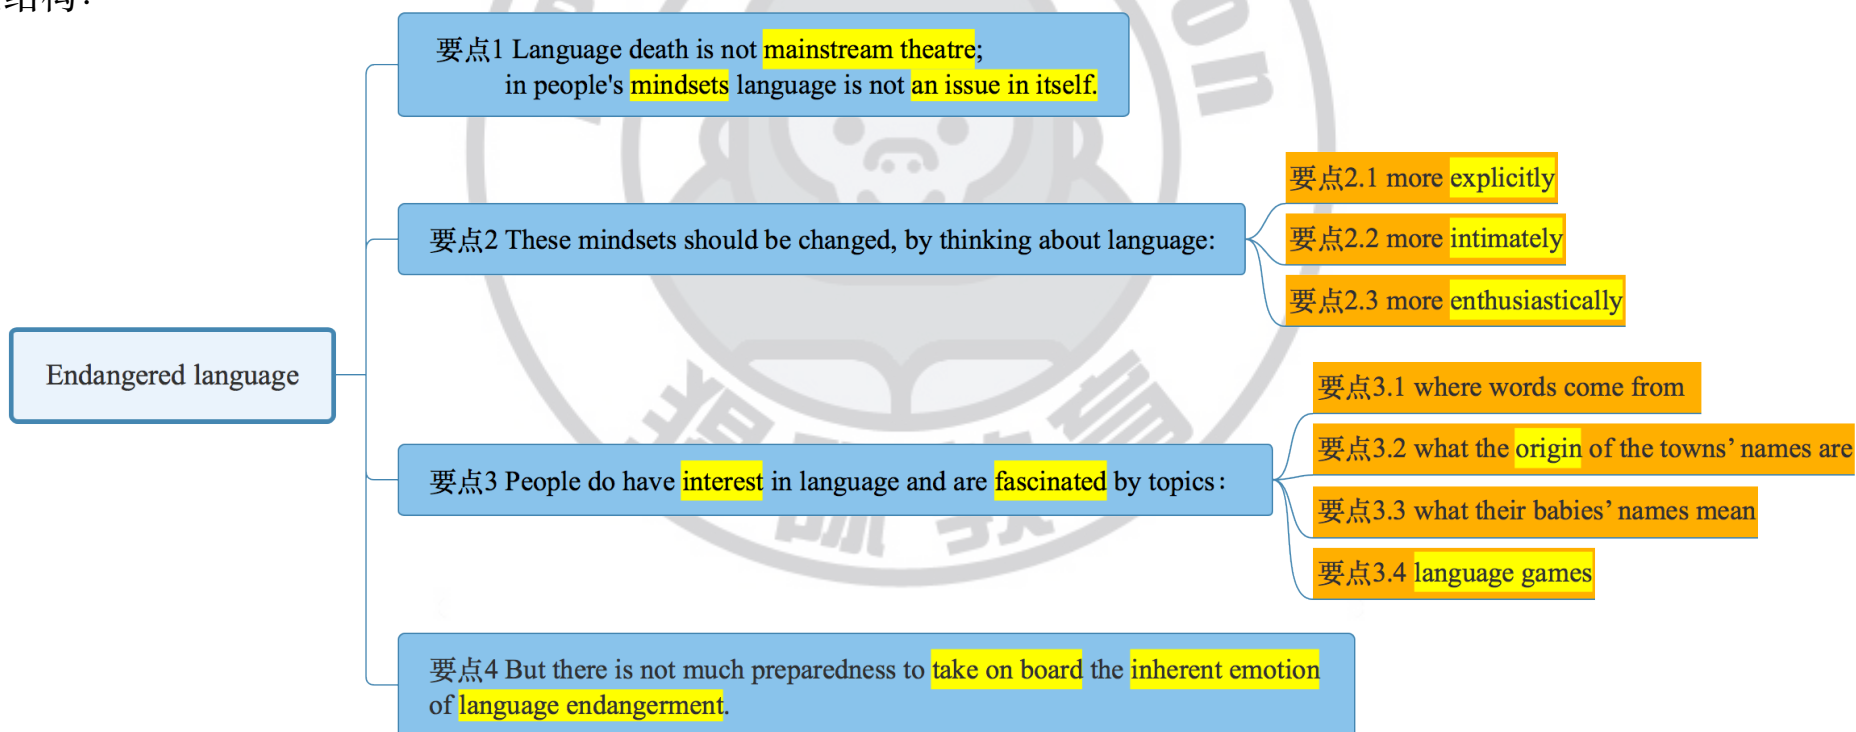 结构：
要点1 Language death is not mainstream theatre;
in people's mindsets language is not an issue in itself.
要点2 These mindsets should be changed, by thinking about language:
要点2.1 more explicitly
要点2.2 more intimately
要点2.3 more enthusiastically
Endangered language
要点3 People do have interest in language and are fascinated by topics：
要点3.1 where words come from
要点3.2 what the origin of the towns’ names are
要点3.3 what their babies’ names mean
要点3.4 language games
要点4 But there is not much preparedness to take on board the inherent emotion
of language endangerment.